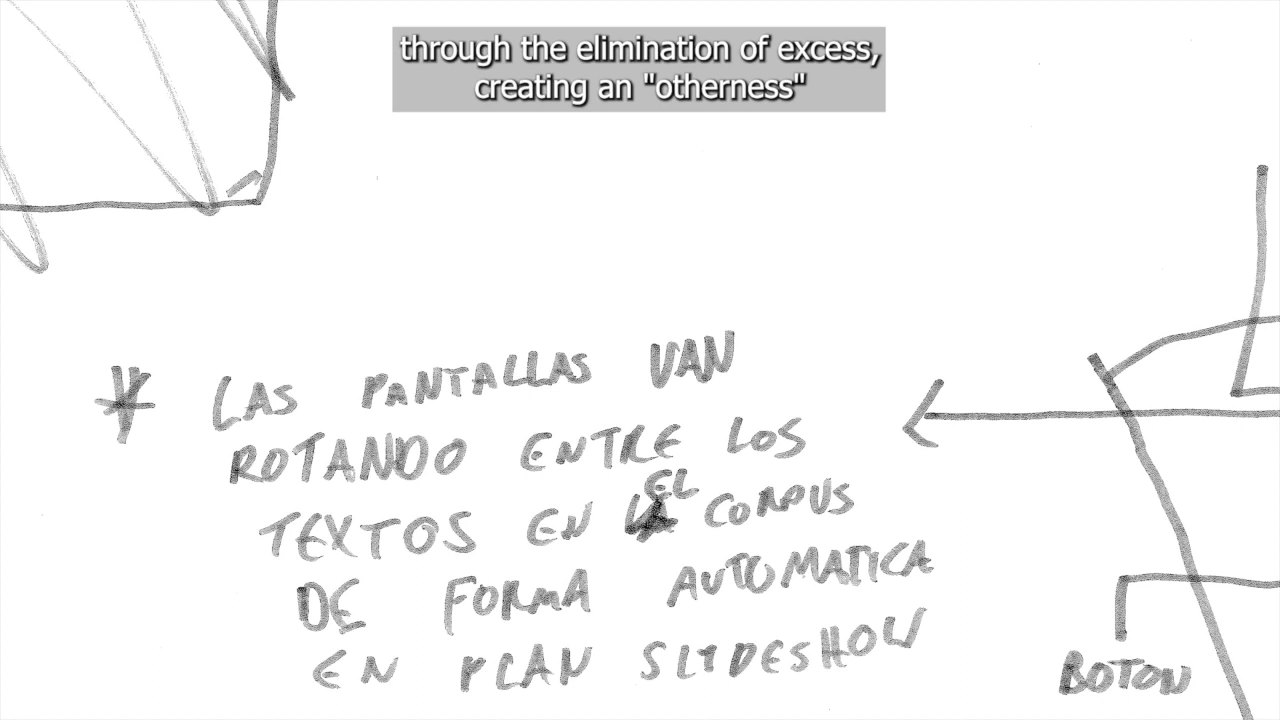 through the elimination of excess,
creating an "otherness"
* LAS PANTALLAS VAN
ROTANDO ENTRE LOS
TEXTOS EN EL CORPUS
DE FORMA AUTOMATICA
EN PLAN SLIDESHOW
BOTON